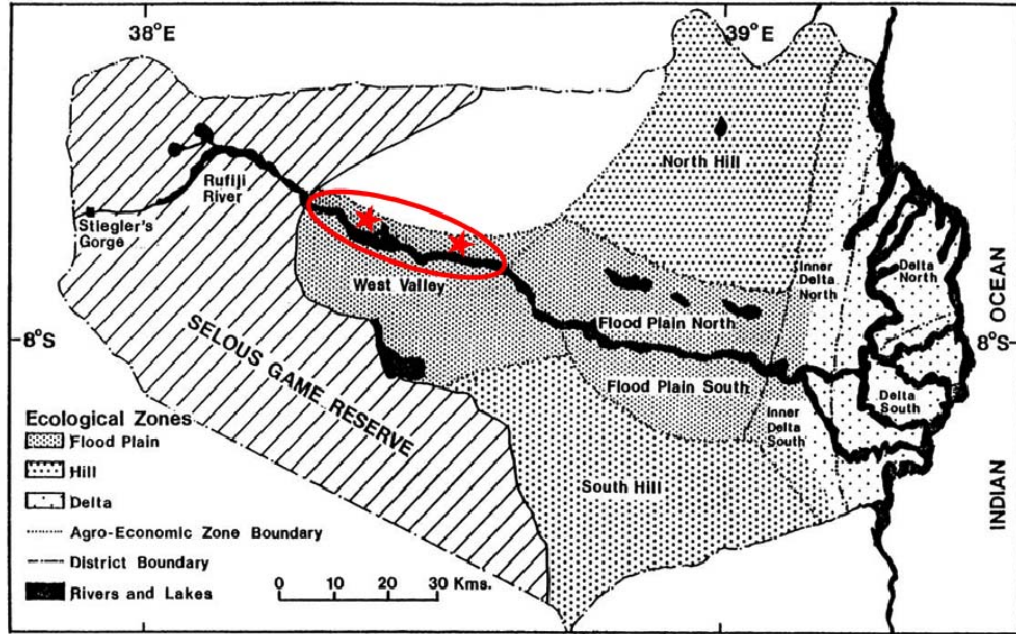 38°E
39°E
North Hill
Rufiji
River
Stiegler's
Gorge
West Valley
Inner
Delta
North
Delta
North
Flood Plain North
8°S
8°S
OCEAN
INDIAN
SELOUS GAME RESERVE
Flood Plain South
Delta
South
Inner
Delta
South
South Hill
Ecological Zones
Flood Plain
Hill
Delta
Agro-Economic Zone Boundary
District Boundary
Rivers and Lakes
0 10 20 30 Kms.